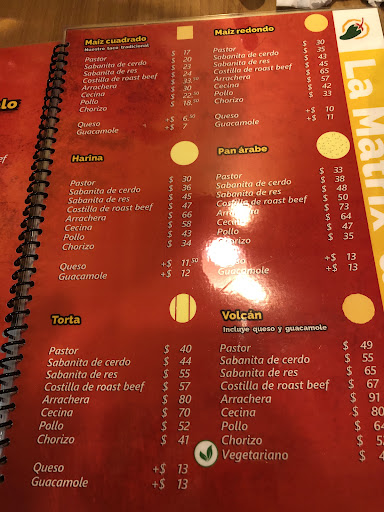 lo
Maíz cuadrado
Nuestro taco tradicional
Pastor $ 17
Sabanita de cerdo $ 20
Sabanita de res $ 23
Costilla de roast beef $
Arrachera $ 33.50
Cecina $ 30
Pollo $ 22.50
Chorizo $ 18.50
Queso +$ 6.50
Guacamole +$ 7
Maíz redondo
Pastor $ 30
Sabanita de cerdo $ 35
Sabanita de res $ 43
Costilla de roast beef $ 45
Arrachera $ 65
Cecina $ 57
Pollo $ 42
Chorizo $ 33
Queso +$ 10
Guacamole +$ 11
Harina
Pastor $ 30
Sabanita de cerdo $ 36
Sabanita de res $ 45
Costilla de roast beef $ 47
Arrachera $ 66
Cecina $ 58
Pollo $ 43
Chorizo $ 34
Queso +$ 11.50
Guacamole +$ 12
Pan árabe
Pastor $ 33
Sabanita de cerdo $ 38
Sabanita de res $ 48
Costilla de roast beef $ 50
Arrachera $ 73
Cecina $ 64
Pollo $ 47
Chorizo $ 35
Queso +$ 13
Guacamole +$ 13
Torta
Pastor $ 40
Sabanita de cerdo $ 44
Sabanita de res $ 55
Costilla de roast beef $ 57
Arrachera $ 80
Cecina $ 70
Pollo $ 52
Chorizo $ 41
Queso +$ 13
Guacamole +$ 13
Volcán
Incluye queso y guacamole
Pastor $ 49
Sabanita de cerdo $ 55
Sabanita de res $ 65
Costilla de roast beef $ 67
Arrachera $ 91
Cecina $
Pollo $ 64
Chorizo $
Vegetariano $
La Matriz